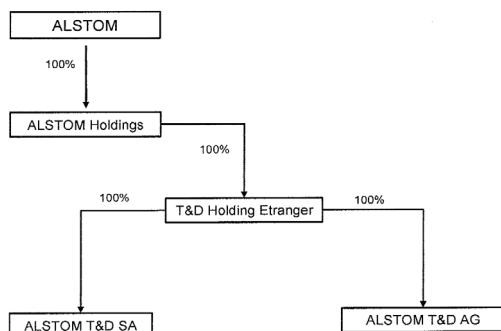 ALSTOM
100%
ALSTOM Holdings
100%
T&D Holding Etranger
100%
100%
ALSTOM T&D SA
ALSTOM T&D AG